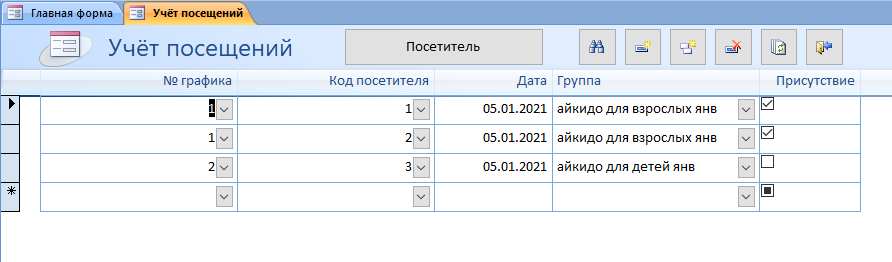 Главная форма Учёт посещений
Учёт посещений Посетитель
№ графика Код посетителя Дата Группа Присутствие
1 1 05.01.2021 айкидо для взрослых янв
1 2 05.01.2021 айкидо для взрослых янв
2 3 05.01.2021 айкидо для детей янв